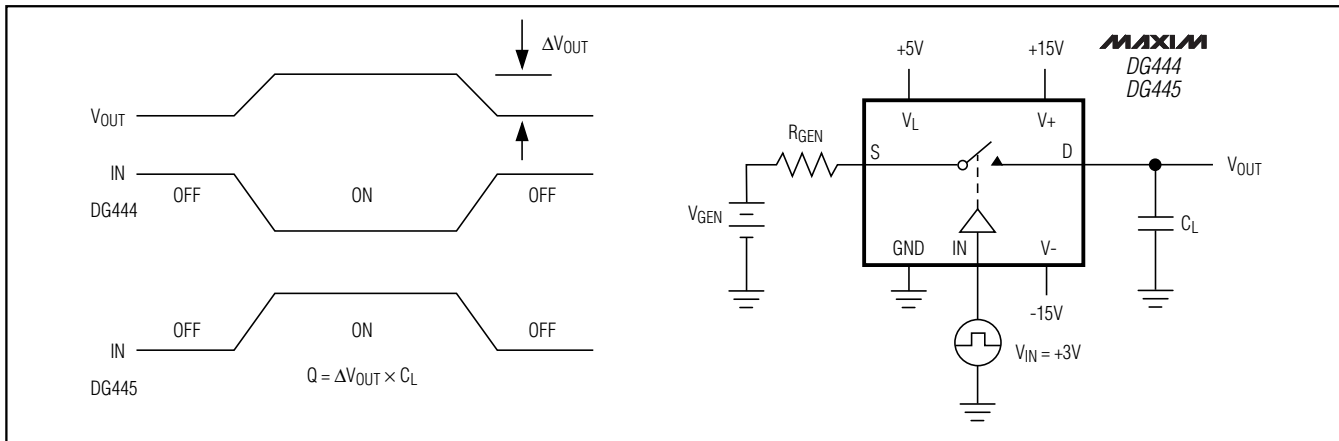 ΔVOUT
VOUT
IN
OFF ON OFF
DG444
OFF ON OFF
IN
DG445
Q = ΔVOUT × CL
MAXIM
DG444
DG445
+5V +15V
VL V+
RGEN
S D
VOUT
VGEN
CL
GND IN V-
-15V
VIN = +3V